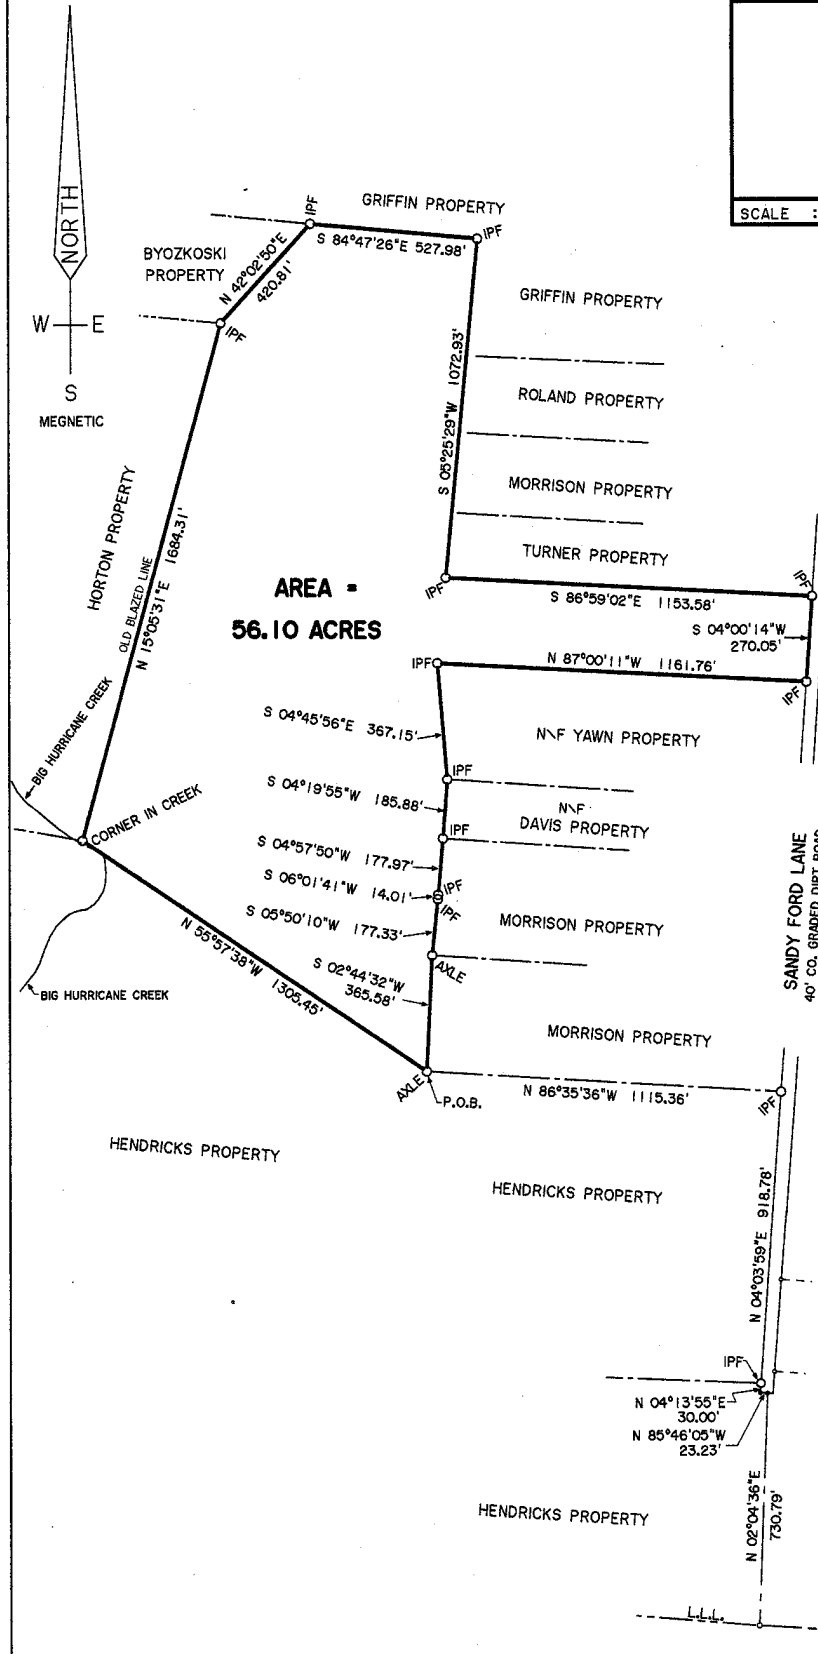 SCALE :
NORTH
W E
S
MEGNETIC
GRIFFIN PROPERTY
IPF
IPF
S 84°47'26"E 527.98'
BYOZKOSKI
PROPERTY
N 42°02'50"E
420.81'
IPF
GRIFFIN PROPERTY
S 05°25'29"W 1072.93'
ROLAND PROPERTY
MORRISON PROPERTY
TURNER PROPERTY
HORTON PROPERTY
OLD BLAZED LINE
N 15°05'31"E 1684.31'
AREA =
56.10 ACRES
IPF
S 86°59'02"E 1153.58'
IPF
S 04°00'14"W
270.05'
N 87°00'11"W 1161.76'
IPF
IPF
S 04°45'56"E 367.15'
N\F YAWN PROPERTY
IPF
BIG HURRICANE CREEK
S 04°19'55"W 185.88'
N\F
DAVIS PROPERTY
IPF
CORNER IN CREEK
S 04°57'50"W 177.97'
S 06°01'41"W 14.01'
IPF
IPF
S 05°50'10"W 177.33'
MORRISON PROPERTY
SANDY FORD LANE
40' CO. GRADED DIRT ROAD
N 55°57'38"W 1305.45'
S 02°44'32"W
365.58'
AXLE
BIG HURRICANE CREEK
MORRISON PROPERTY
AXLE
P.O.B.
N 86°35'36"W 1115.36'
IPF
HENDRICKS PROPERTY
HENDRICKS PROPERTY
N 04°03'59"E 918.78'
IPF
N 04°13'55"E
30.00'
N 85°46'05"W
23.23'
HENDRICKS PROPERTY
N 02°04'36"E
730.79'
L.L.L.